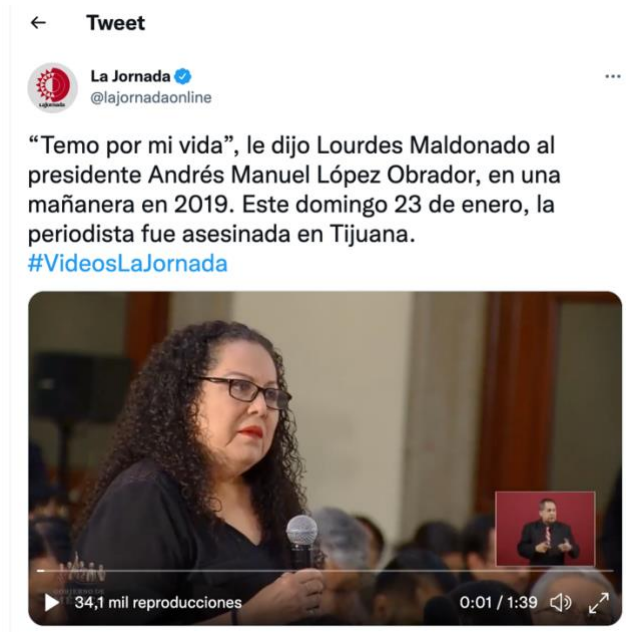 Tweet
La Jornada
@lajornadaonline
“Temo por mi vida”, le dijo Lourdes Maldonado al
presidente Andrés Manuel López Obrador, en una
mañanera en 2019. Este domingo 23 de enero, la
periodista fue asesinada en Tijuana.
#VideosLaJornada
34,1 mil reproducciones
0:01 / 1:39